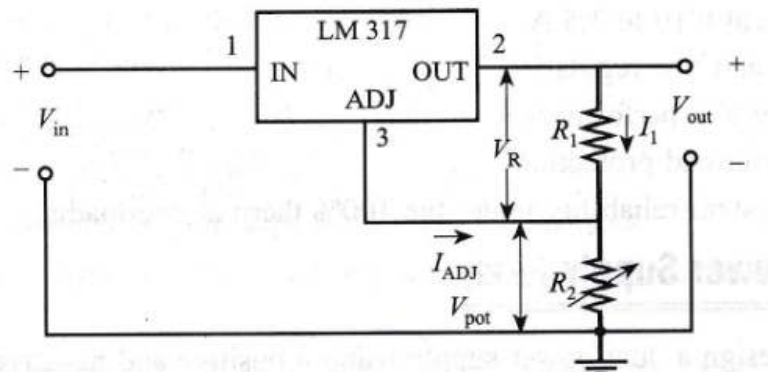 LM 317
1 2
+ IN OUT +
ADJ
V_in 3 V_R R_1 I_1 V_out
− −
I_ADJ
V_pot R_2